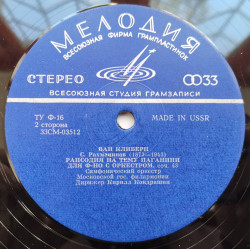 МЕЛОДИЯ
ВСЕСОЮЗНАЯ ФИРМА ГРАМПЛАСТИНОК
СТЕРЕО
33
ВСЕСОЮЗНАЯ СТУДИЯ ГРАМЗАПИСИ
ТУ Ф-16
2 сторона
33СМ-03512
MADE IN USSR
ВАН КЛИБЕРН
С. Рахманинов (1873—1943)
РАПСОДИЯ НА ТЕМУ ПАГАНИНИ
ДЛЯ Ф-НО С ОРКЕСТРОМ, соч. 43
Симфонический оркестр
Московской гос. филармонии
Дирижер Кирилл Кондрашин